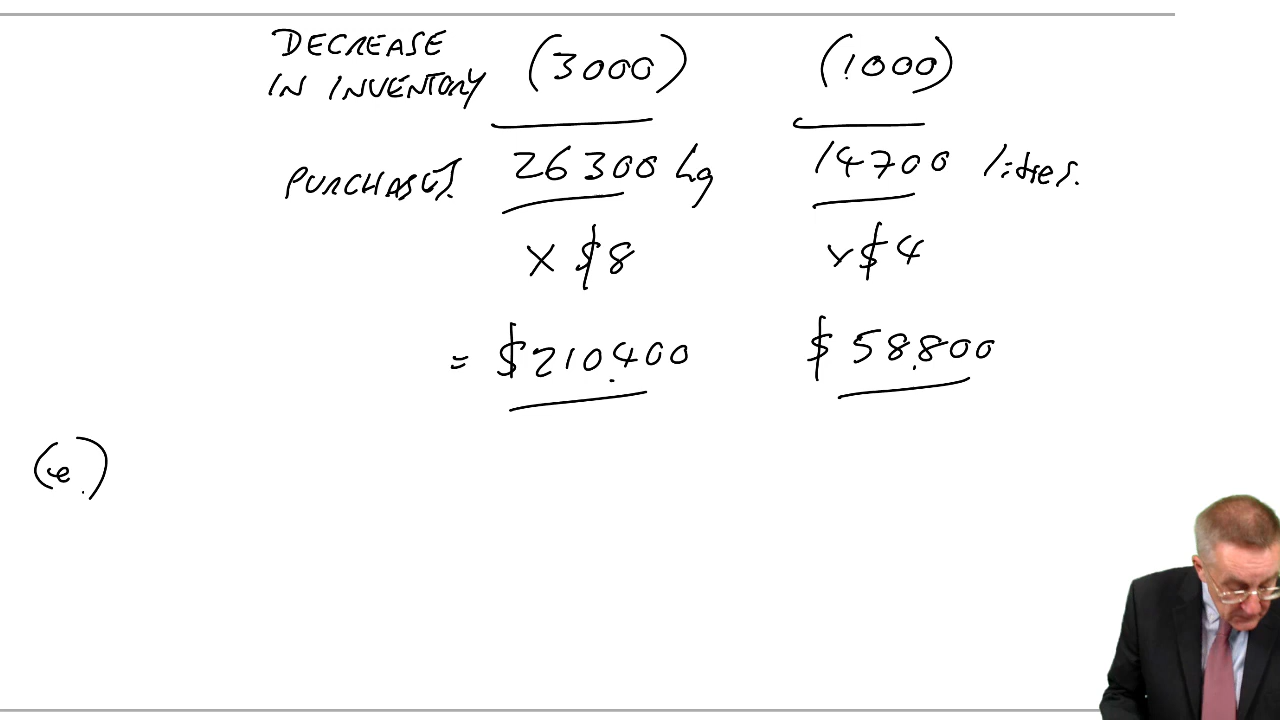 DECREASE
IN INVENTORY (3000) (1000)
PURCHASES. 26300 kg 14700 litres.
x $8 x $4
= $210.400 $58.800
(e.)